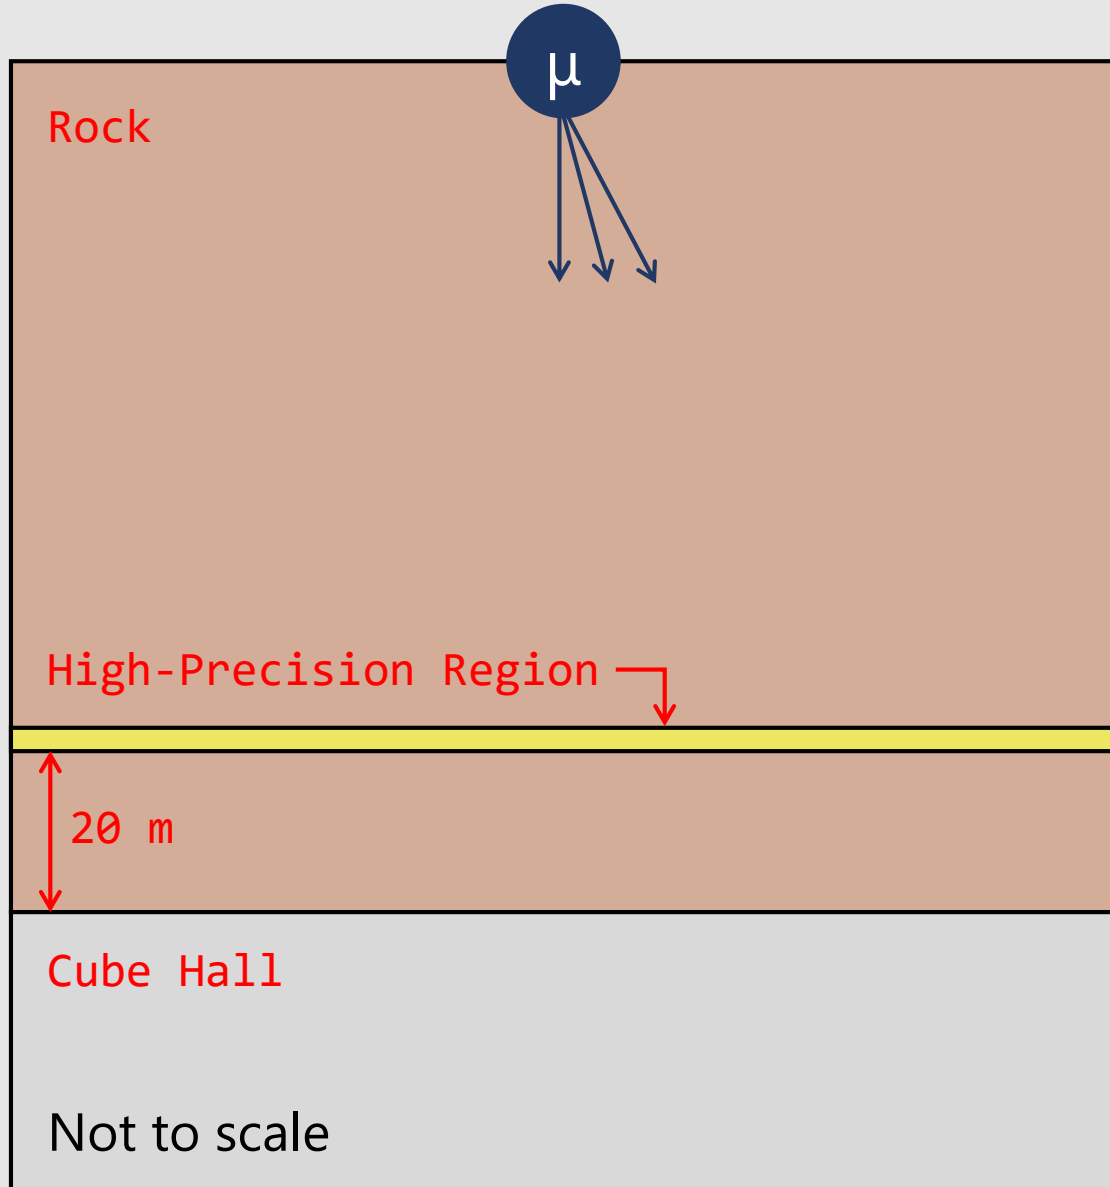 μ
Rock
High-Precision Region
20 m
Cube Hall
Not to scale